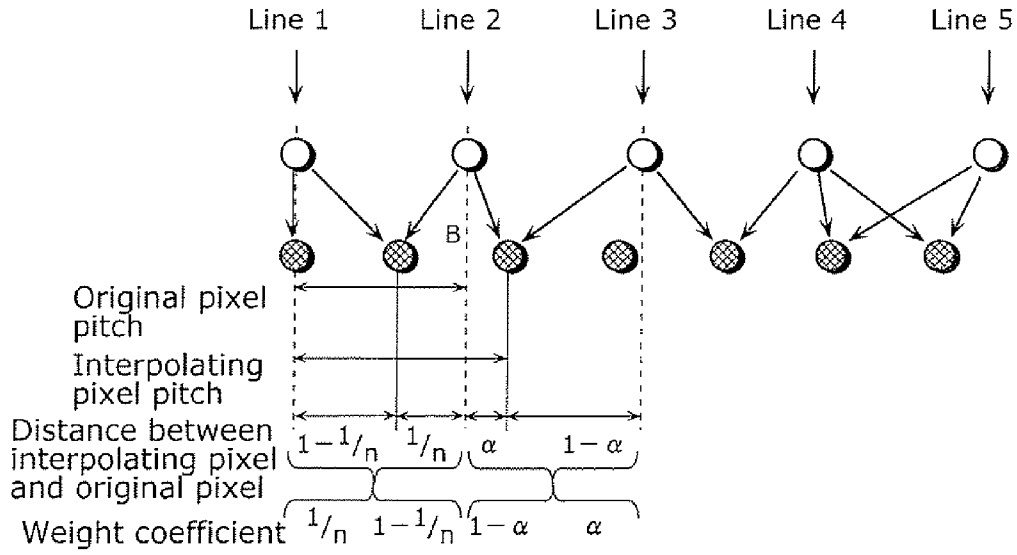 Line 1 Line 2 Line 3 Line 4 Line 5
B
Original pixel
pitch
Interpolating
pixel pitch
Distance between
interpolating pixel
and original pixel
1−1/n 1/n α 1−α
Weight coefficient 1/n 1−1/n 1−α α